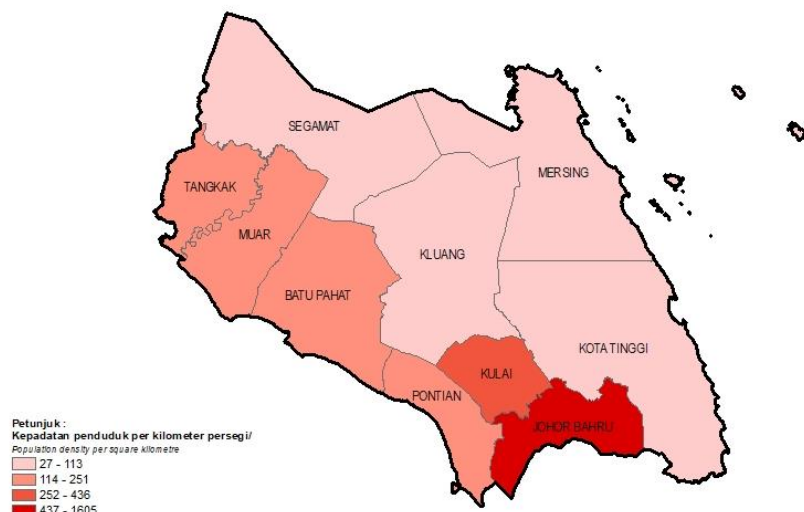 SEGAMAT
MERSING
TANGKAK
MUAR
KLUANG
BATU PAHAT
KOTA TINGGI
KULAI
PONTIAN
JOHOR BAHRU
Petunjuk :
Kepadatan penduduk per kilometer persegi/
Population density per square kilometre
27 - 113
114 - 251
252 - 436
437 - 1605